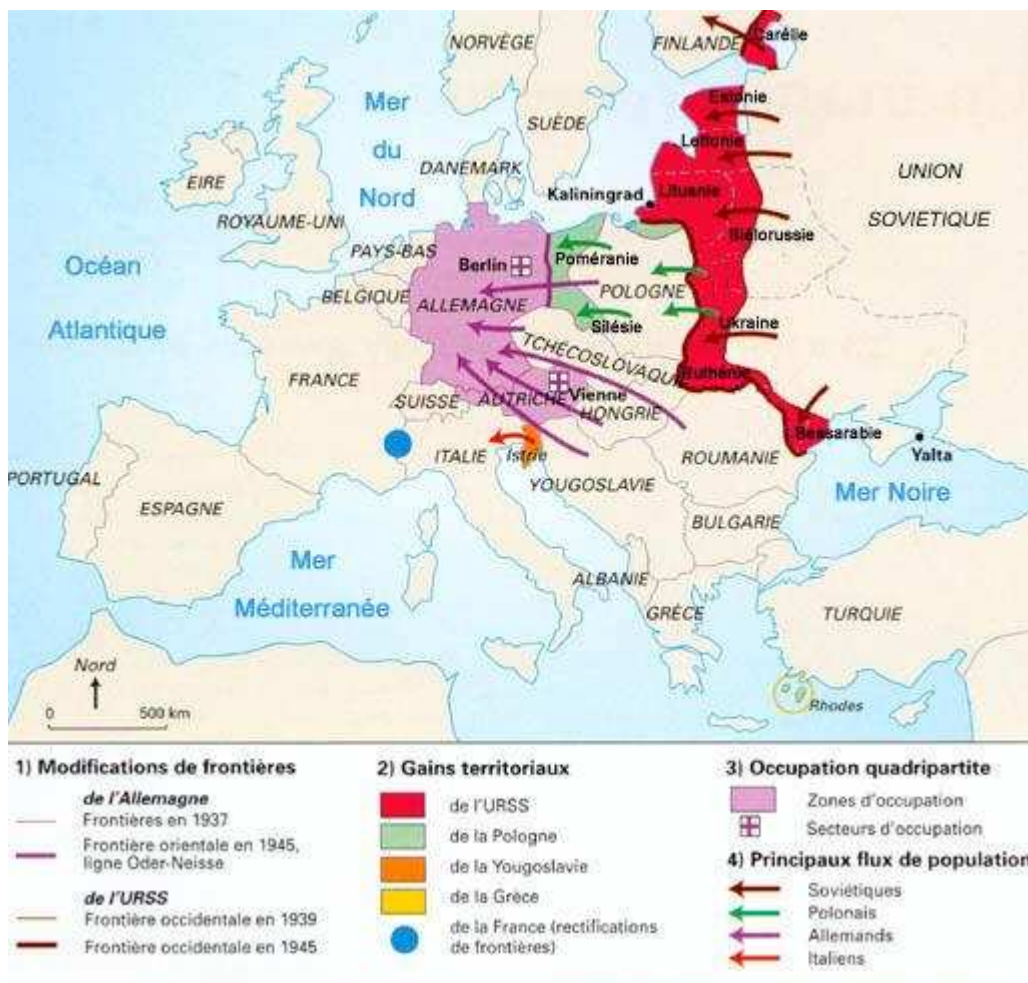 NORVÈGE
FINLANDE
Carélie
Mer
du
Nord
SUÈDE
Estonie
Lettonie
DANEMARK
UNION
SOVIETIQUE
EIRE
Kaliningrad
Lituanie
ROYAUME-UNI
Biélorussie
PAYS-BAS
Océan
Atlantique
Berlin
Poméranie
BELGIQUE
ALLEMAGNE
POLOGNE
Silésie
Ukraine
TCHÉCOSLOVAQUIE
Ruthénie
FRANCE
SUISSE
AUTRICHE
Vienne
HONGRIE
Bessarabie
Yalta
ITALIE
Istrie
ROUMANIE
PORTUGAL
ESPAGNE
YOUGOSLAVIE
Mer Noire
BULGARIE
Mer
Méditerranée
ALBANIE
GRÈCE
TURQUIE
Nord
0 500 km
Rhodes
1) Modifications de frontières
de l'Allemagne
Frontières en 1937
Frontière orientale en 1945,
ligne Oder-Neisse
de l'URSS
Frontière occidentale en 1939
Frontière occidentale en 1945
2) Gains territoriaux
de l'URSS
de la Pologne
de la Yougoslavie
de la Grèce
de la France (rectifications
de frontières)
3) Occupation quadripartite
Zones d'occupation
Secteurs d'occupation
4) Principaux flux de population
Soviétiques
Polonais
Allemands
Italiens